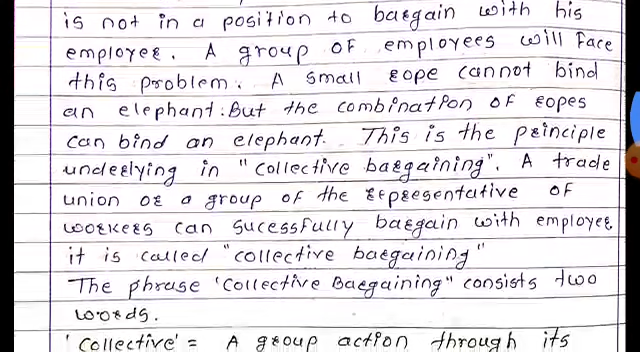 is not in a position to bargain with his
employer. A group of employees will face
this problem. A small rope cannot bind
an elephant. But the combination of ropes
can bind an elephant. This is the principle
underlying in "collective bargaining". A trade
union or a group of the representative of
workers can sucessfully bargain with employer.
it is called "collective bargaining"
The phrase 'Collective Bargaining" consists two
words.
'Collective' = A group action through its